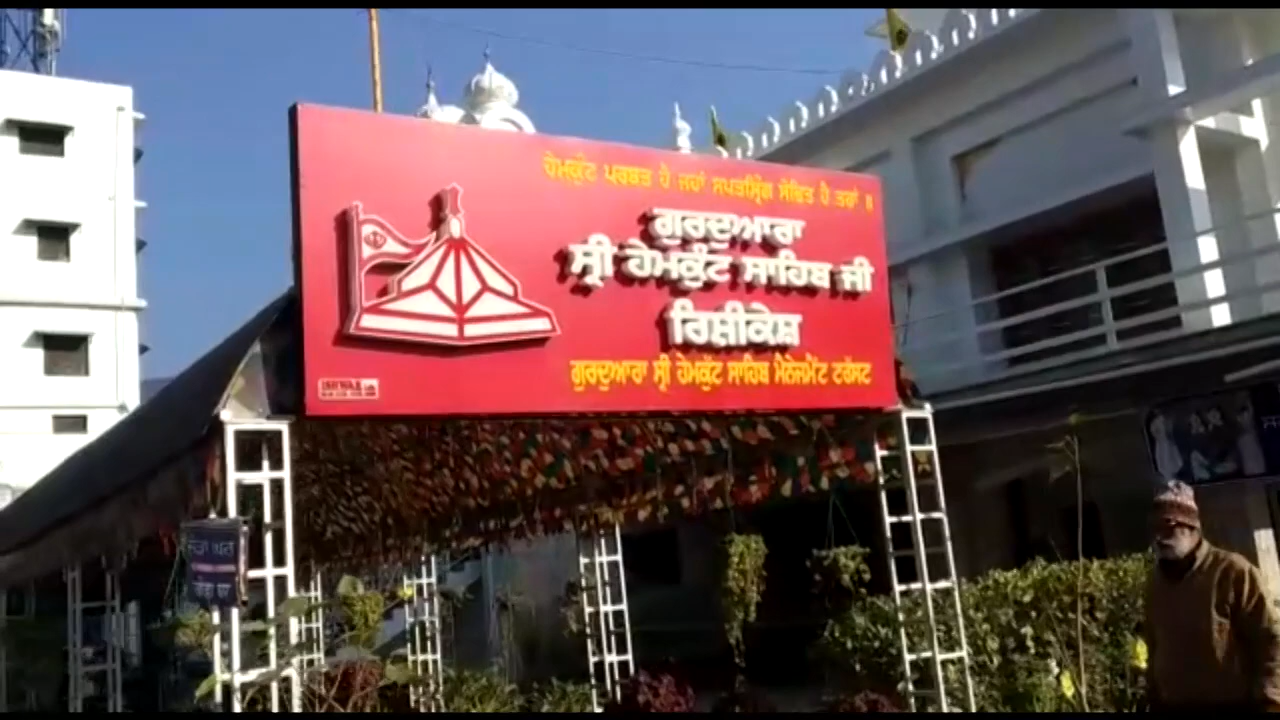 ਹੇਮਕੁੰਟ ਪਰਬਤ ਹੈ ਜਹਾਂ ਸਪਤਸ੍ਰਿੰਗ ਸੋਭਿਤ ਹੈ ਤਹਾਂ ॥
ਗੁਰਦੁਆਰਾ
ਸ੍ਰੀ ਹੇਮਕੁੰਟ ਸਾਹਿਬ ਜੀ
ਰਿਸ਼ੀਕੇਸ਼
ਗੁਰਦੁਆਰਾ ਸ੍ਰੀ ਹੇਮਕੁੰਟ ਸਾਹਿਬ ਮੈਨੇਜਮੈਂਟ ਟਰੱਸਟ